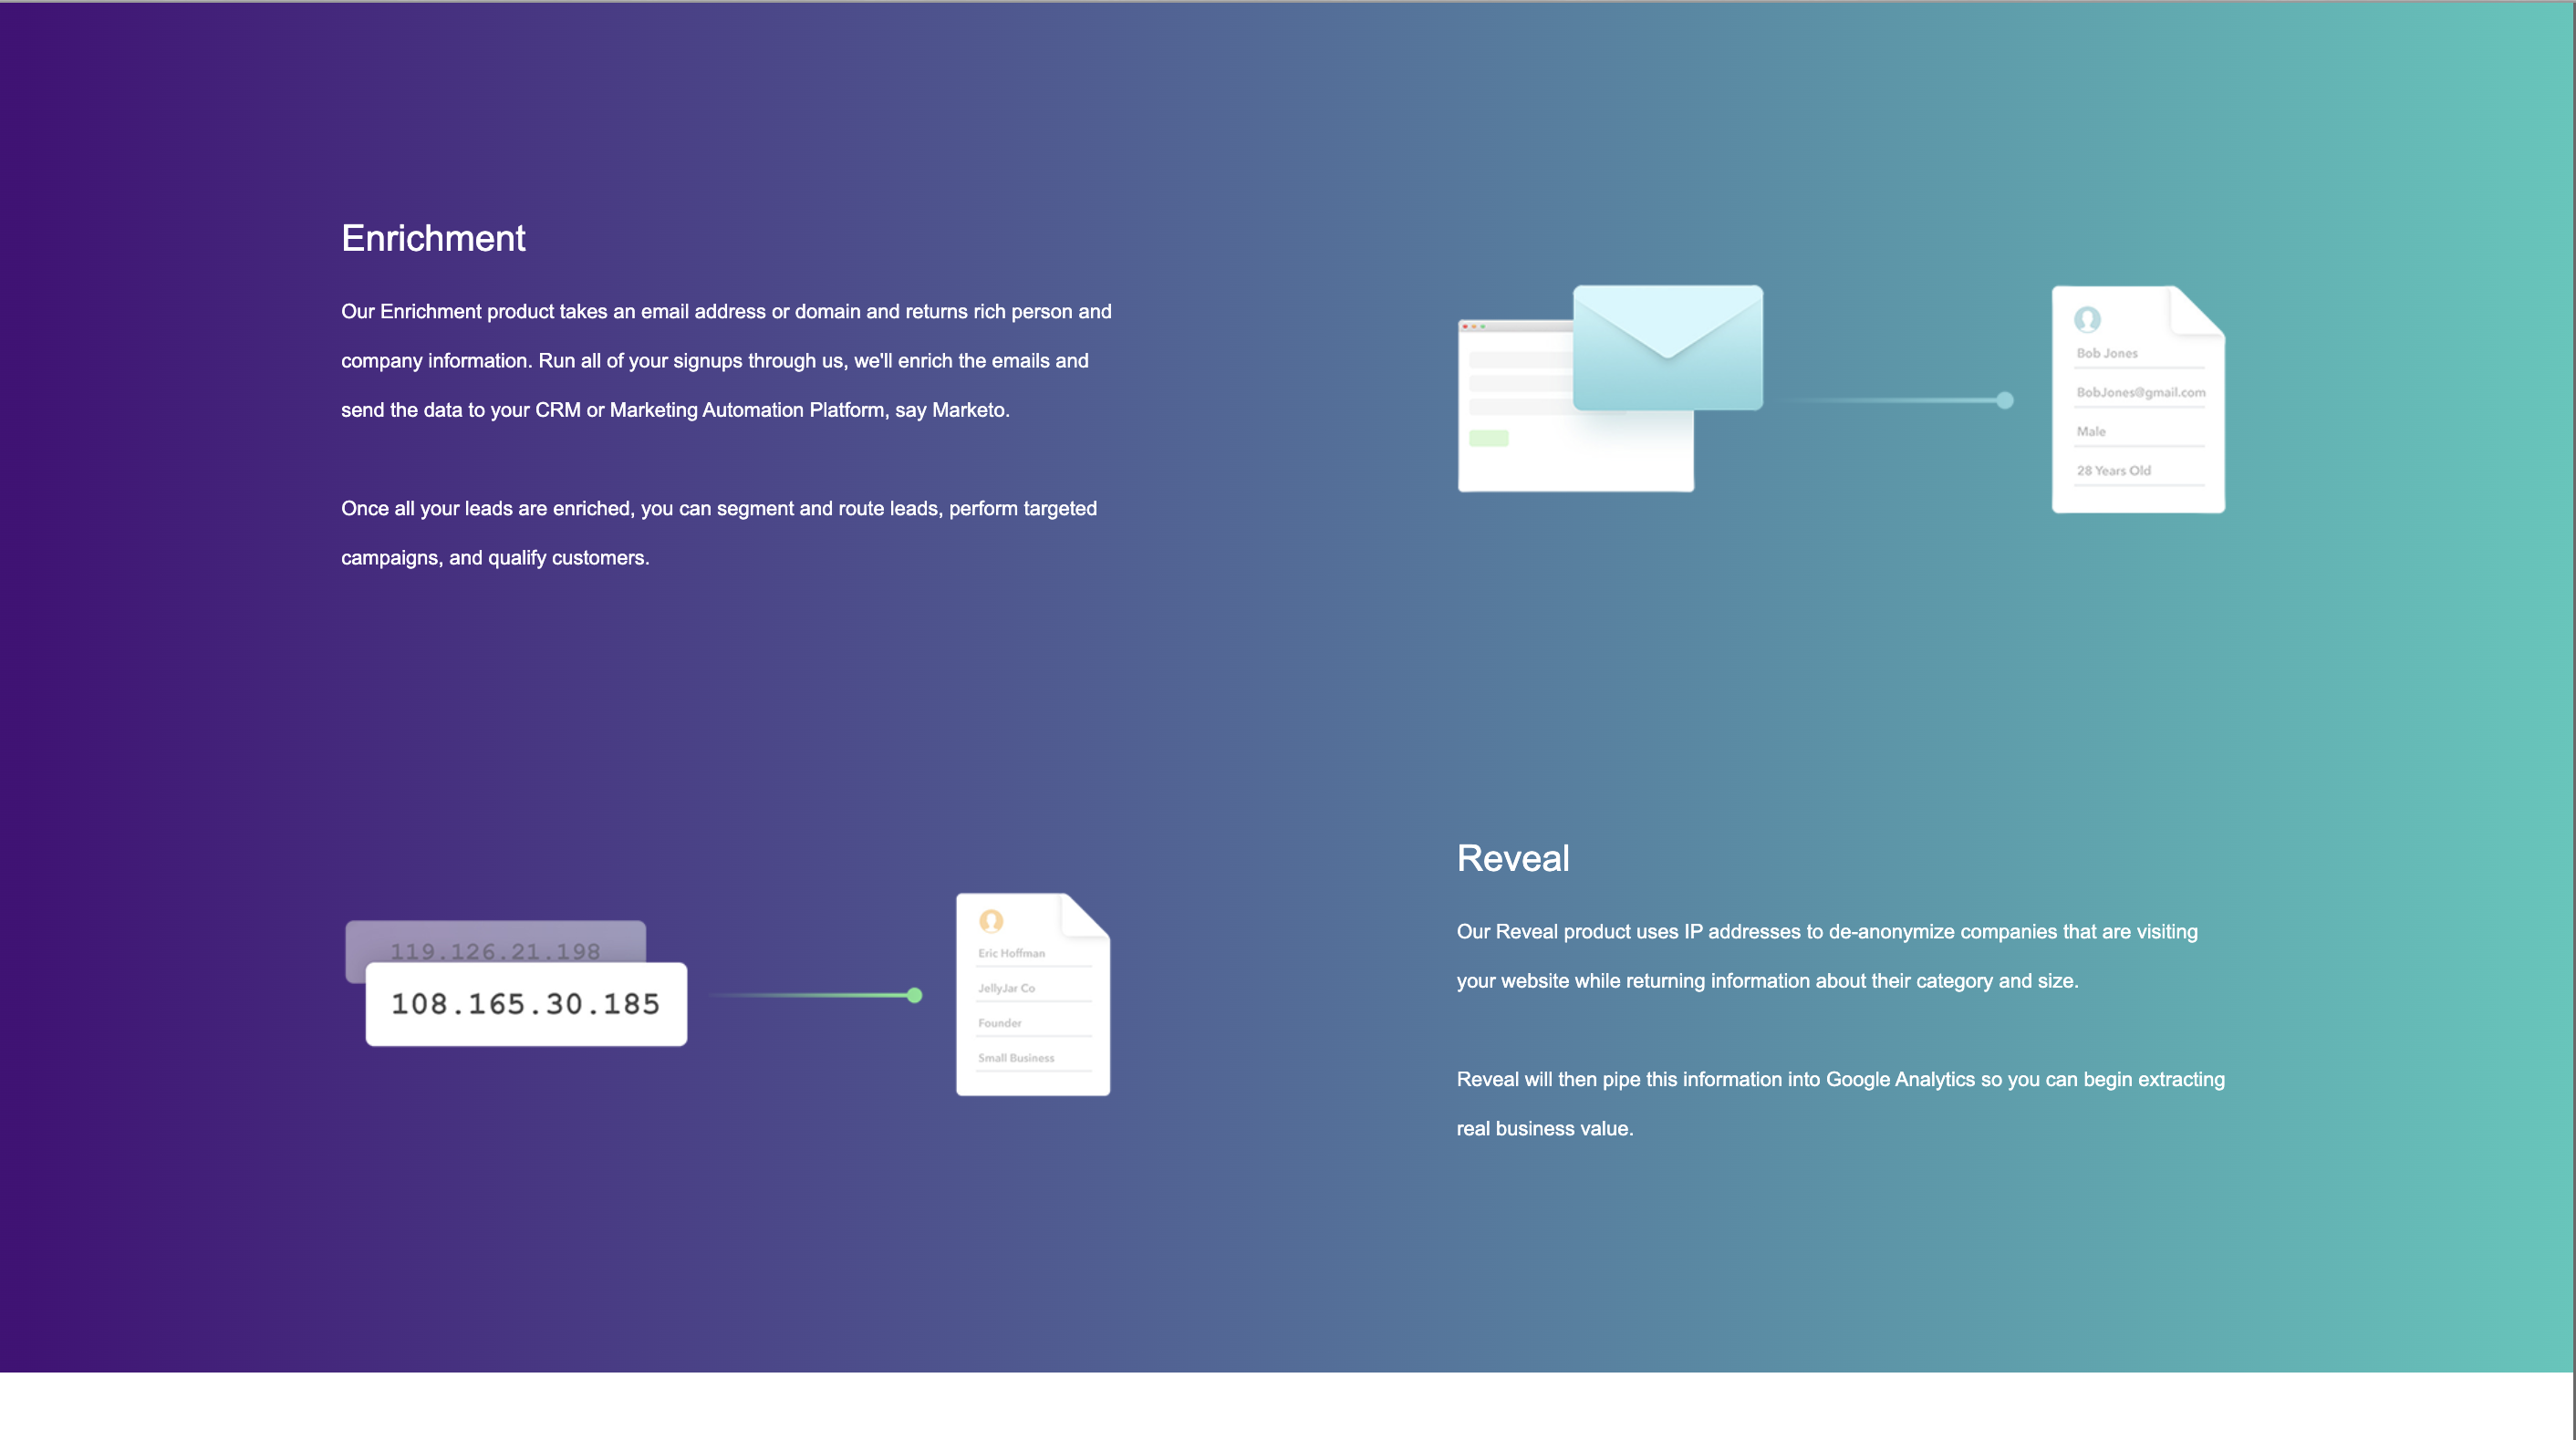 Enrichment
Our Enrichment product takes an email address or domain and returns rich person and
company information. Run all of your signups through us, we'll enrich the emails and
send the data to your CRM or Marketing Automation Platform, say Marketo.
Once all your leads are enriched, you can segment and route leads, perform targeted
campaigns, and qualify customers.
Bob Jones
BobJones@gmail.com
Male
28 Years Old
119.126.21.198
108.165.30.185
Eric Hoffman
JellyJar Co
Founder
Small Business
Reveal
Our Reveal product uses IP addresses to de-anonymize companies that are visiting
your website while returning information about their category and size.
Reveal will then pipe this information into Google Analytics so you can begin extracting
real business value.